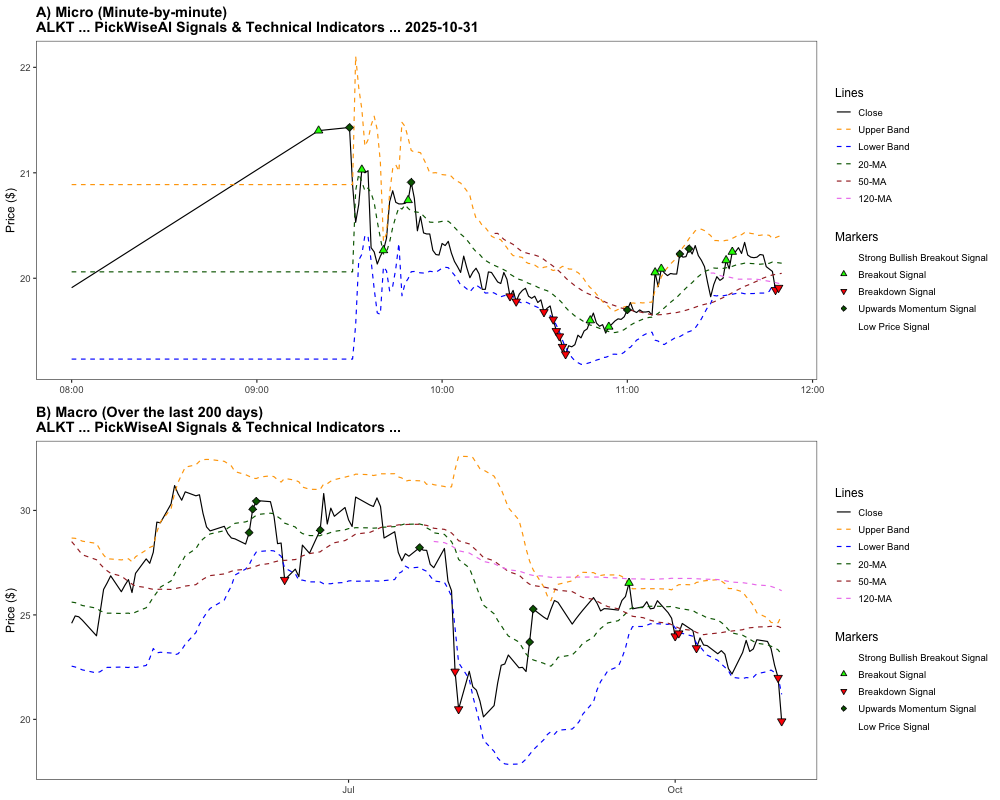 A) Micro (Minute-by-minute)
ALKT ... PickWiseAI Signals & Technical Indicators ... 2025-10-31
Price ($)
22
21
20
08:00
09:00
10:00
11:00
12:00
Lines
Close
Upper Band
Lower Band
20-MA
50-MA
120-MA
Markers
Strong Bullish Breakout Signal
Breakout Signal
Breakdown Signal
Upwards Momentum Signal
Low Price Signal
B) Macro (Over the last 200 days)
ALKT ... PickWiseAI Signals & Technical Indicators ...
Price ($)
30
25
20
Jul
Oct
Lines
Close
Upper Band
Lower Band
20-MA
50-MA
120-MA
Markers
Strong Bullish Breakout Signal
Breakout Signal
Breakdown Signal
Upwards Momentum Signal
Low Price Signal